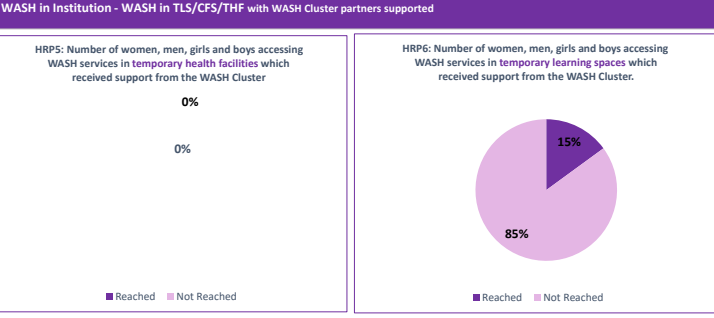 WASH in Institution - WASH in TLS/CFS/THF with WASH Cluster partners supported
HRP5: Number of women, men, girls and boys accessing
WASH services in temporary health facilities which
received support from the WASH Cluster
0%
0%
Reached Not Reached
HRP6: Number of women, men, girls and boys accessing
WASH services in temporary learning spaces which
received support from the WASH Cluster.
15%
85%
Reached Not Reached